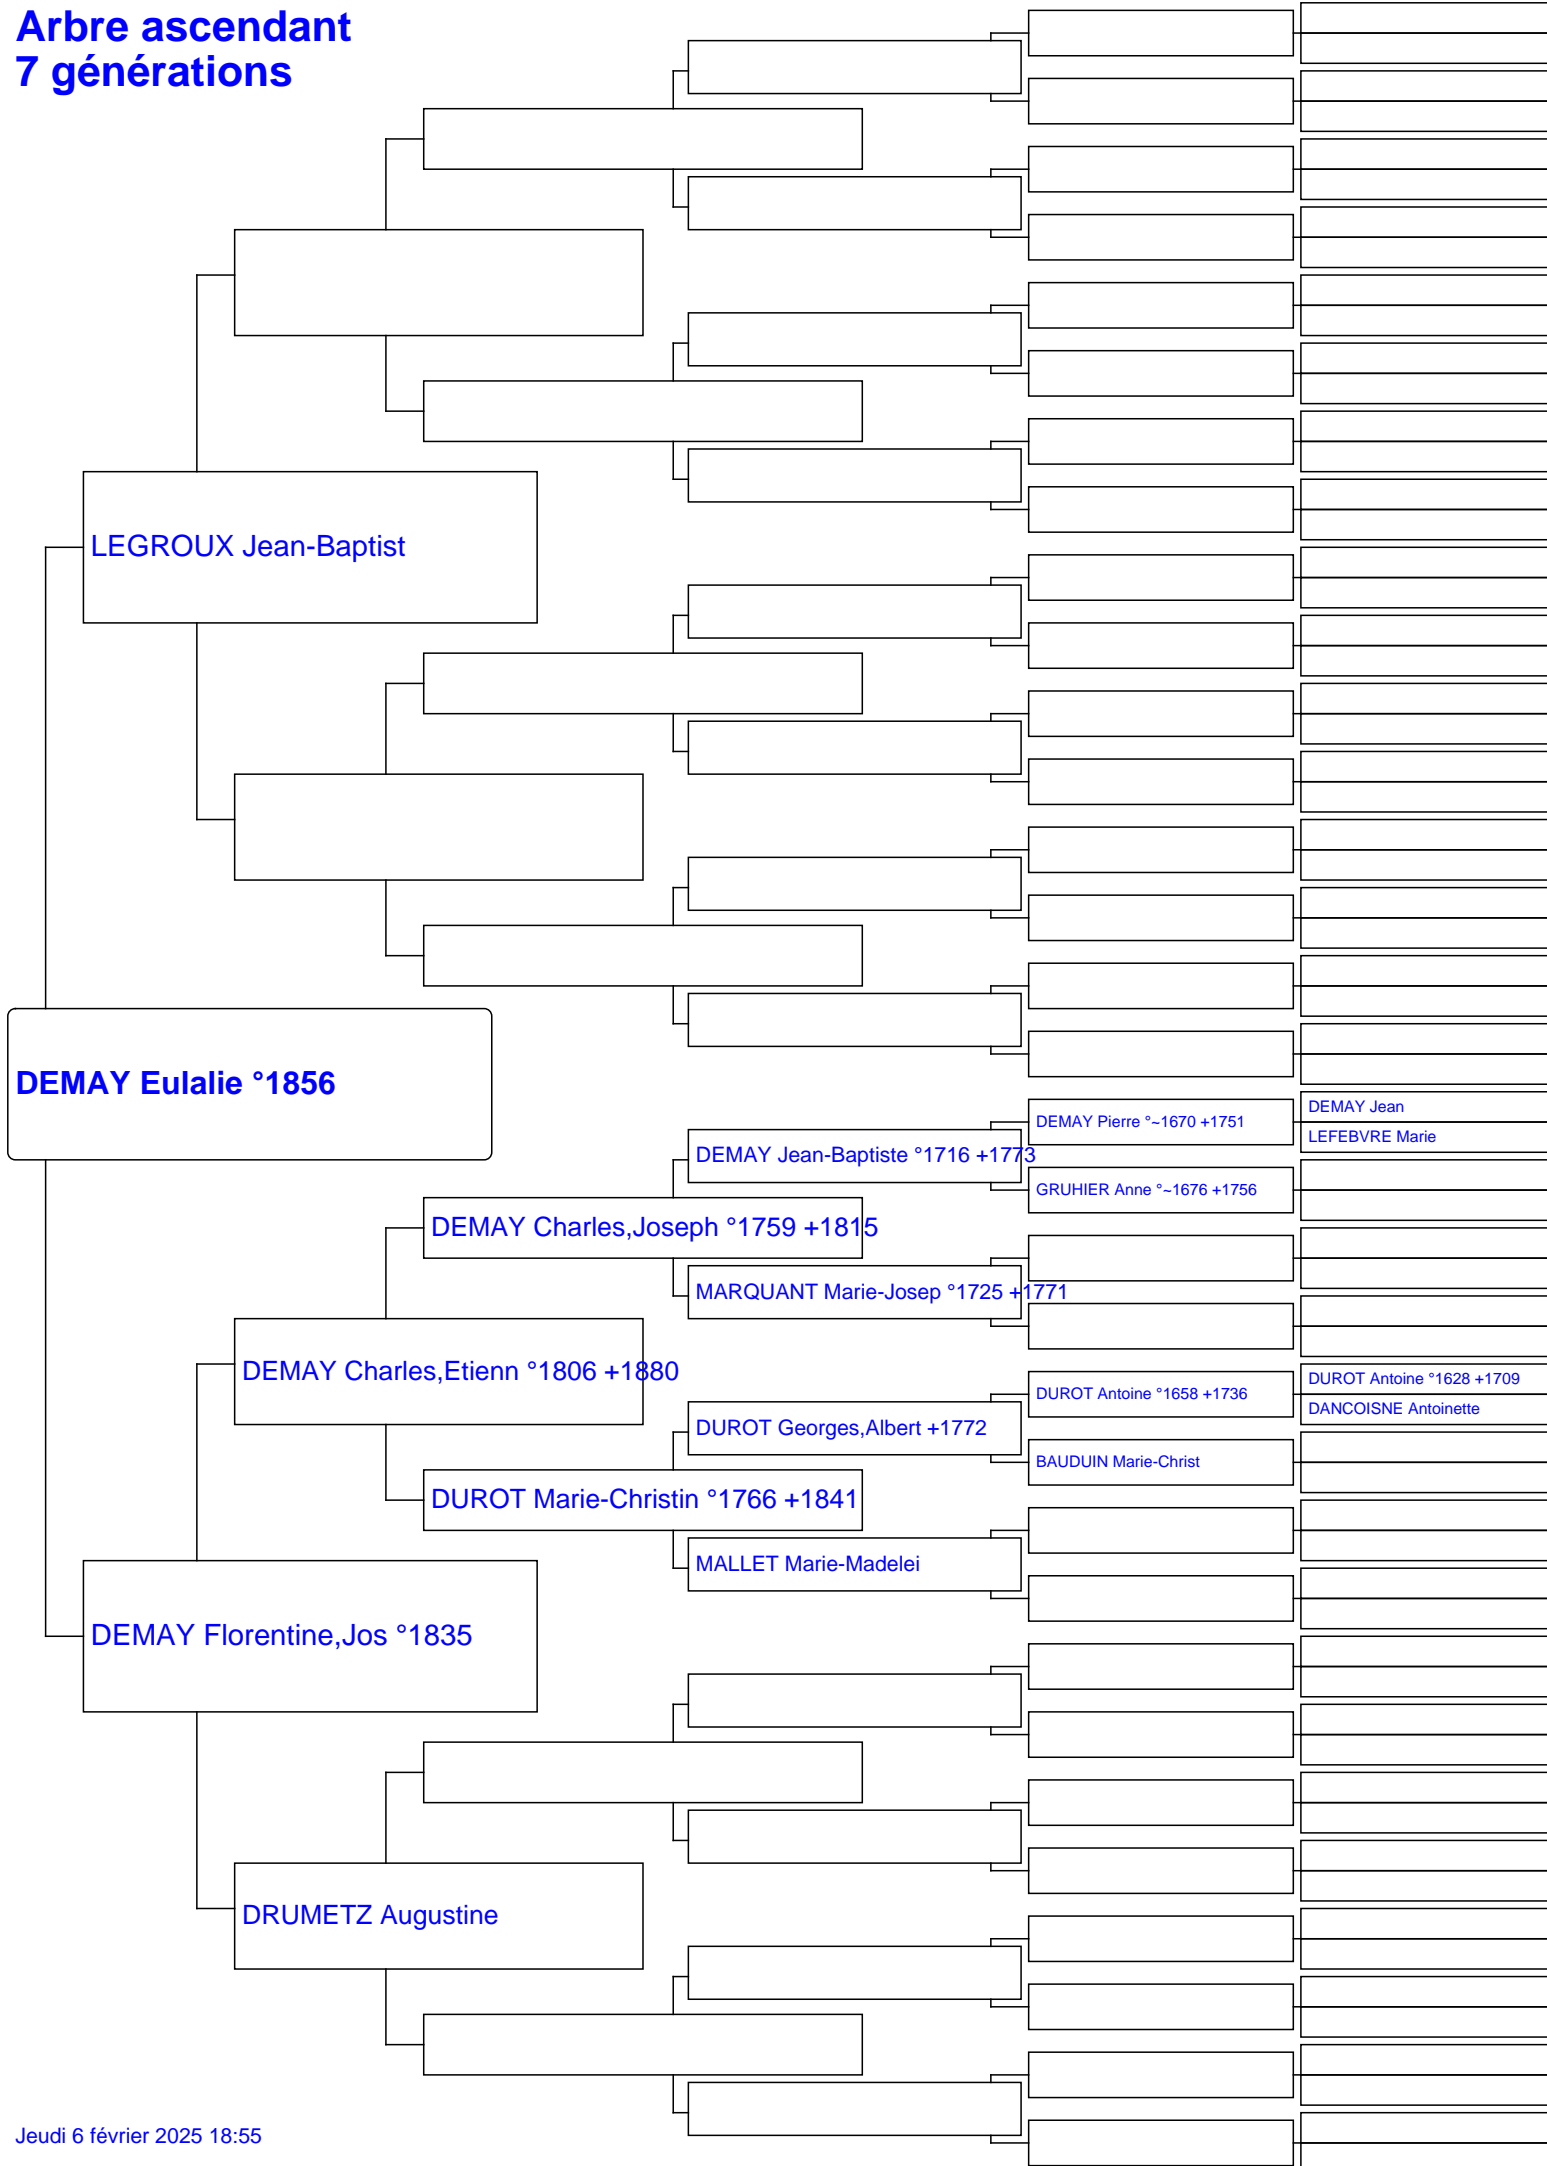 Arbre ascendant
7 générations
LEGROUX Jean-Baptist
DEMAY Eulalie °1856
DEMAY Jean
DEMAY Pierre °~1670 +1751
LEFEBVRE Marie
DEMAY Jean-Baptiste °1716 +1773
GRUHIER Anne °~1676 +1756
DEMAY Charles,Joseph °1759 +1815
MARQUANT Marie-Josep °1725 +1771
DEMAY Charles,Etienn °1806 +1880
DUROT Antoine °1628 +1709
DUROT Antoine °1658 +1736
DANCOISNE Antoinette
DUROT Georges,Albert +1772
BAUDUIN Marie-Christ
DUROT Marie-Christin °1766 +1841
MALLET Marie-Madelei
DEMAY Florentine,Jos °1835
DRUMETZ Augustine
Jeudi 6 février 2025 18:55